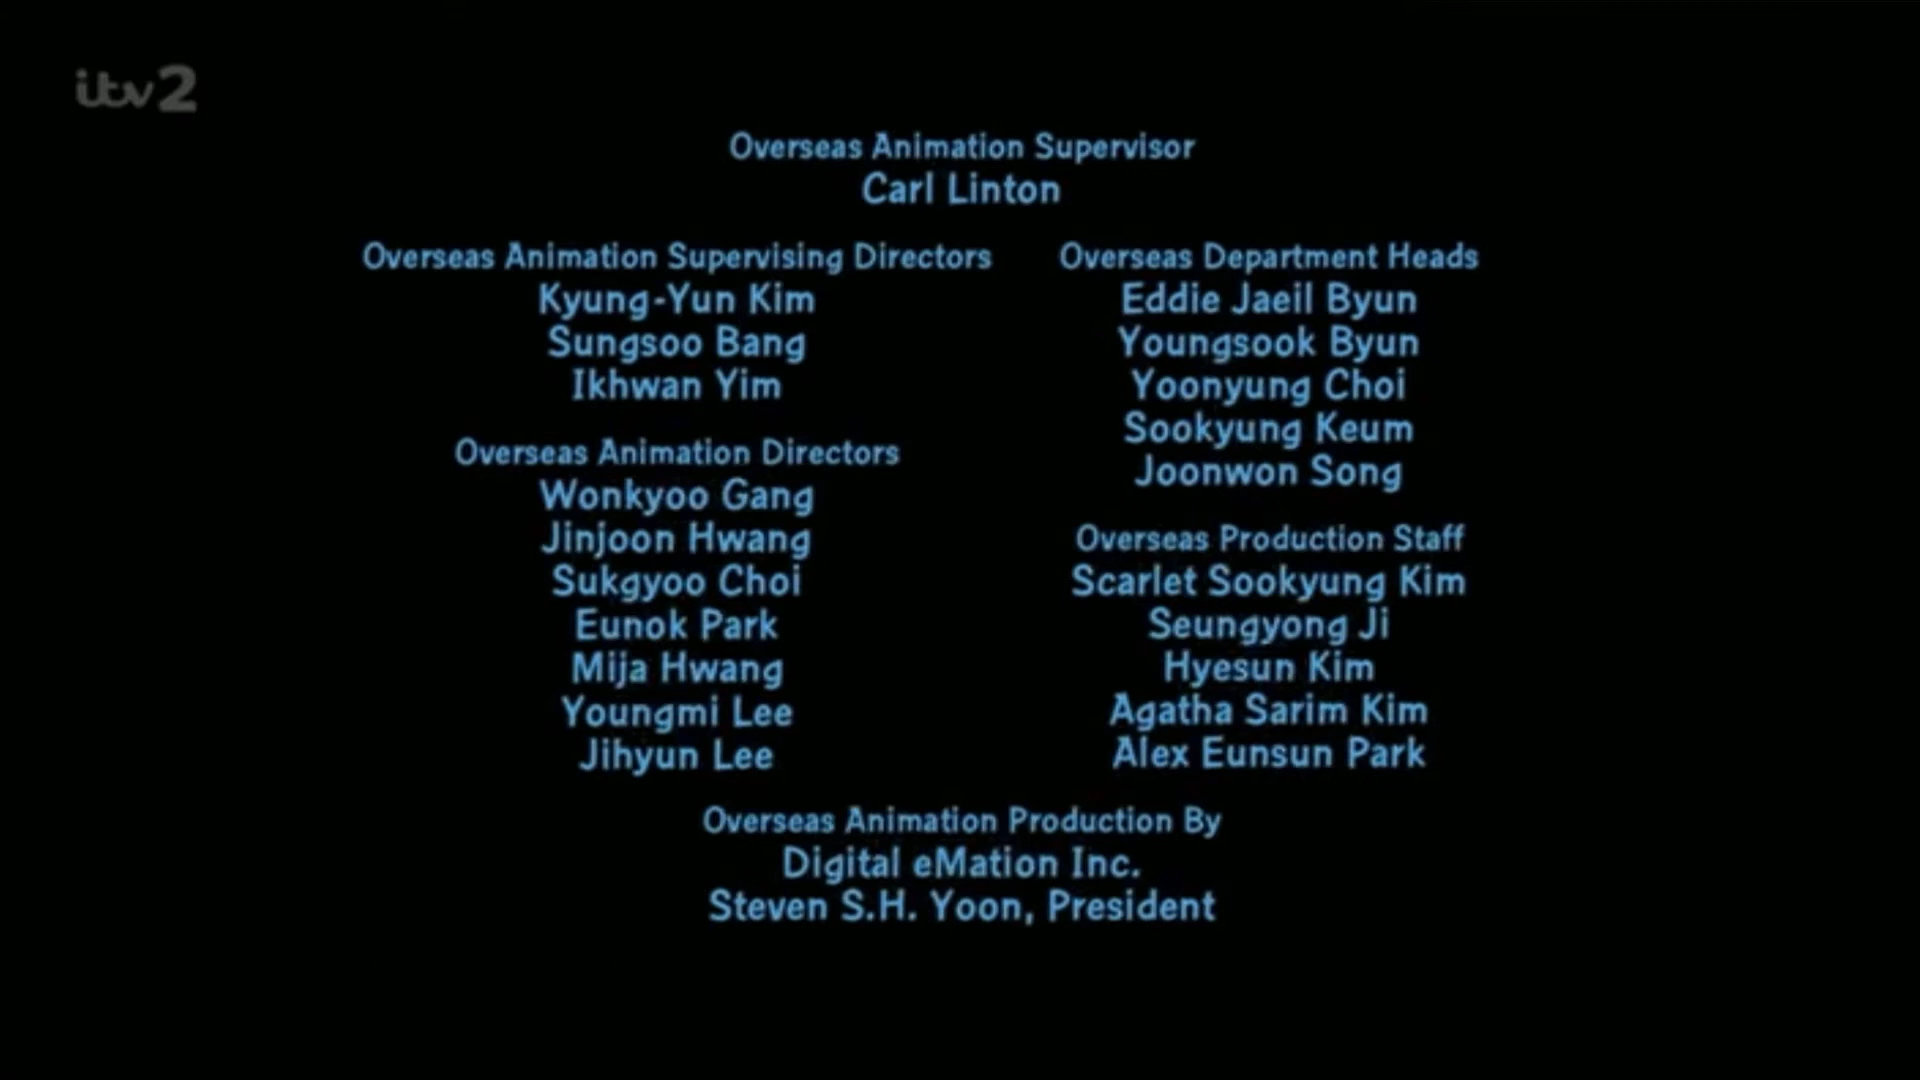 itv2
Overseas Animation Supervisor
Carl Linton
Overseas Animation Supervising Directors
Kyung-Yun Kim
Sungsoo Bang
Ikhwan Yim
Overseas Animation Directors
Wonkyoo Gang
Jinjoon Hwang
Sukgyoo Choi
Eunok Park
Mija Hwang
Youngmi Lee
Jihyun Lee
Overseas Department Heads
Eddie Jaeil Byun
Youngsook Byun
Yoonyung Choi
Sookyung Keum
Joonwon Song
Overseas Production Staff
Scarlet Sookyung Kim
Seungyong Ji
Hyesun Kim
Agatha Sarim Kim
Alex Eunsun Park
Overseas Animation Production By
Digital eMation Inc.
Steven S.H. Yoon, President